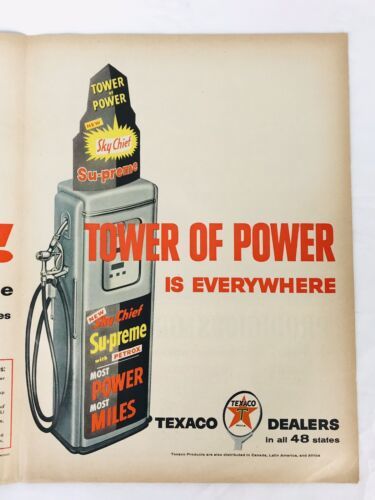 TOWER
of
POWER
NEW
Sky Chief
Su-preme
TOWER OF POWER
IS EVERYWHERE
NEW
Sky Chief
Su-preme
with PETROX
MOST
POWER
MOST
MILES
TEXACO
TEXACO
T
DEALERS
in all 48 states
Texaco Products are also distributed in Canada, Latin America, and Africa
!
e
es